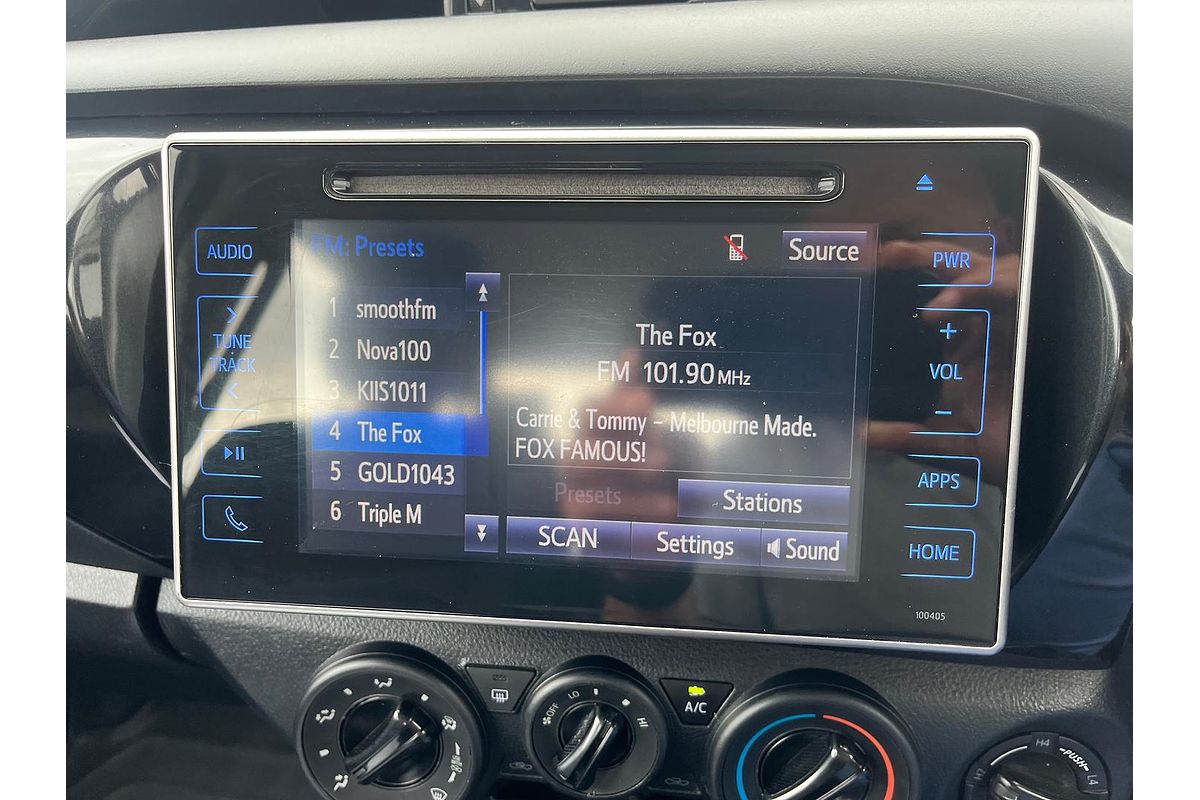 FM: Presets
Source
AUDIO
PWR
1 smoothfm
2 Nova100
3 KIIS1011
4 The Fox
5 GOLD1043
6 Triple M
The Fox
FM 101.90 MHz
Carrie & Tommy - Melbourne Made.
FOX FAMOUS!
Presets
Stations
SCAN
Settings
Sound
>
TUNE
TRACK
<
+
VOL
-
APPS
HOME
100405
OFF
LO
HI
A/C
H2
H4
L4
PUSH